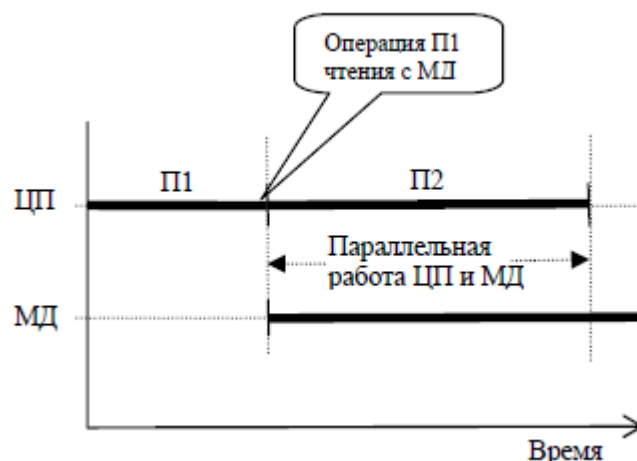 Операция П1
чтения с МД
ЦП
П1
П2
Параллельная
работа ЦП и МД
МД
Время